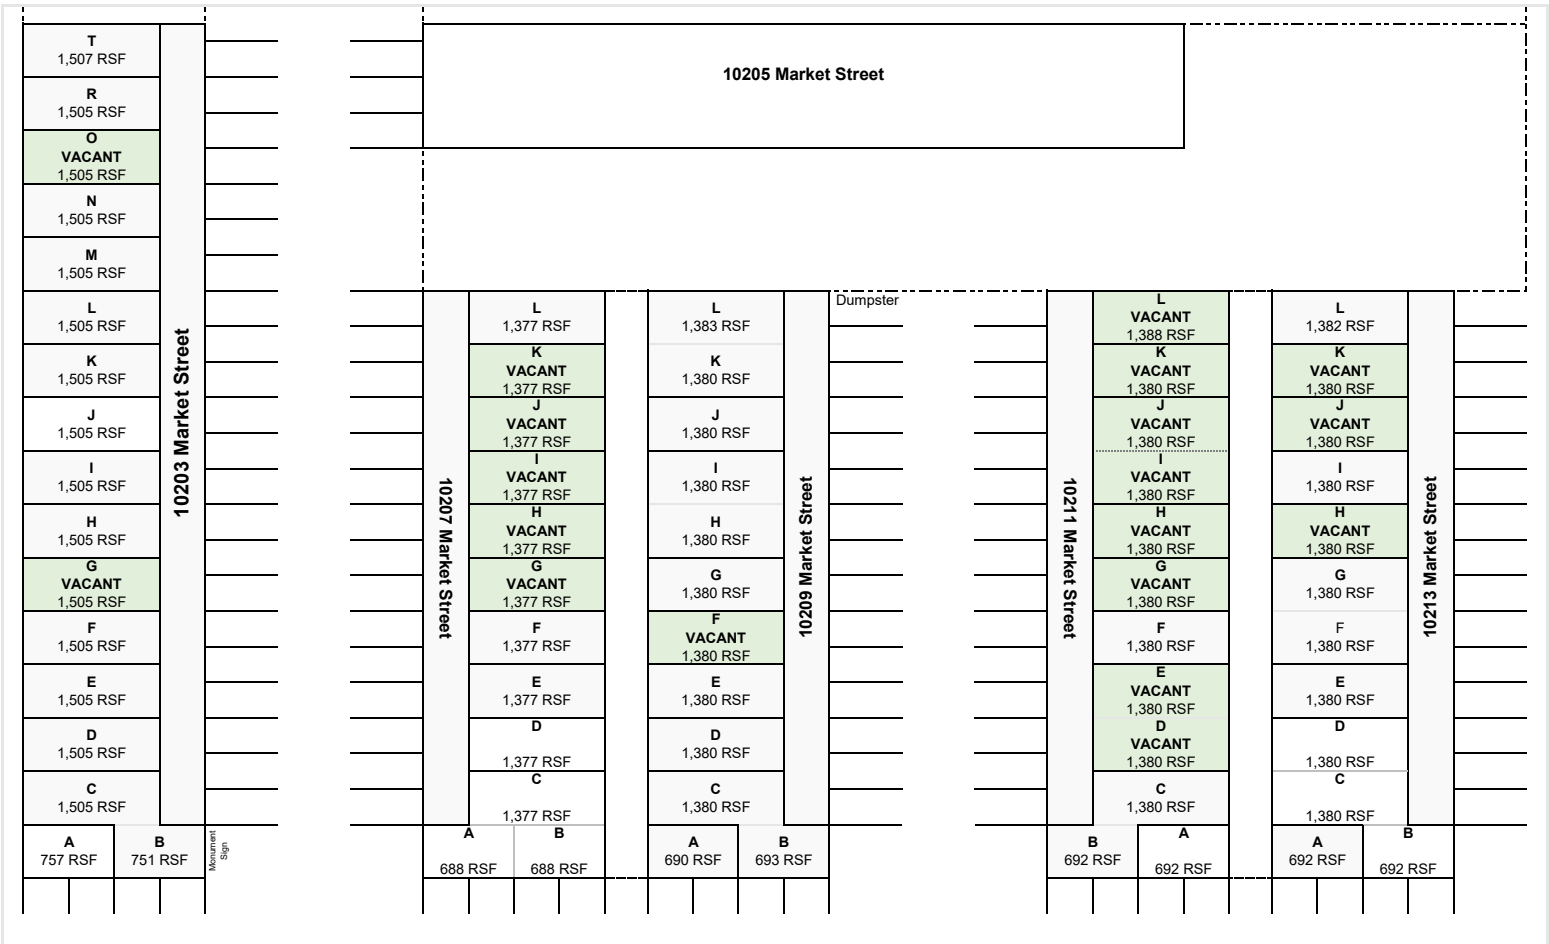 T
1,507 RSF
R
1,505 RSF
O
VACANT
1,505 RSF
N
1,505 RSF
M
1,505 RSF
L
1,505 RSF
K
1,505 RSF
J
1,505 RSF
I
1,505 RSF
H
1,505 RSF
G
VACANT
1,505 RSF
F
1,505 RSF
E
1,505 RSF
D
1,505 RSF
C
1,505 RSF
A
757 RSF
B
751 RSF
10203 Market Street
Monument
Sign
10205 Market Street
10207 Market Street
L
1,377 RSF
K
VACANT
1,377 RSF
J
VACANT
1,377 RSF
I
VACANT
1,377 RSF
H
VACANT
1,377 RSF
G
VACANT
1,377 RSF
F
1,377 RSF
E
1,377 RSF
D
1,377 RSF
C
1,377 RSF
A
688 RSF
B
688 RSF
L
1,383 RSF
K
1,380 RSF
J
1,380 RSF
I
1,380 RSF
H
1,380 RSF
G
1,380 RSF
F
VACANT
1,380 RSF
E
1,380 RSF
D
1,380 RSF
C
1,380 RSF
A
690 RSF
B
693 RSF
10209 Market Street
Dumpster
10211 Market Street
L
VACANT
1,388 RSF
K
VACANT
1,380 RSF
J
VACANT
1,380 RSF
I
VACANT
1,380 RSF
H
VACANT
1,380 RSF
G
VACANT
1,380 RSF
F
1,380 RSF
E
VACANT
1,380 RSF
D
VACANT
1,380 RSF
C
1,380 RSF
B
692 RSF
A
692 RSF
L
1,382 RSF
K
VACANT
1,380 RSF
J
VACANT
1,380 RSF
I
1,380 RSF
H
VACANT
1,380 RSF
G
1,380 RSF
F
1,380 RSF
E
1,380 RSF
D
1,380 RSF
C
1,380 RSF
A
692 RSF
B
692 RSF
10213 Market Street